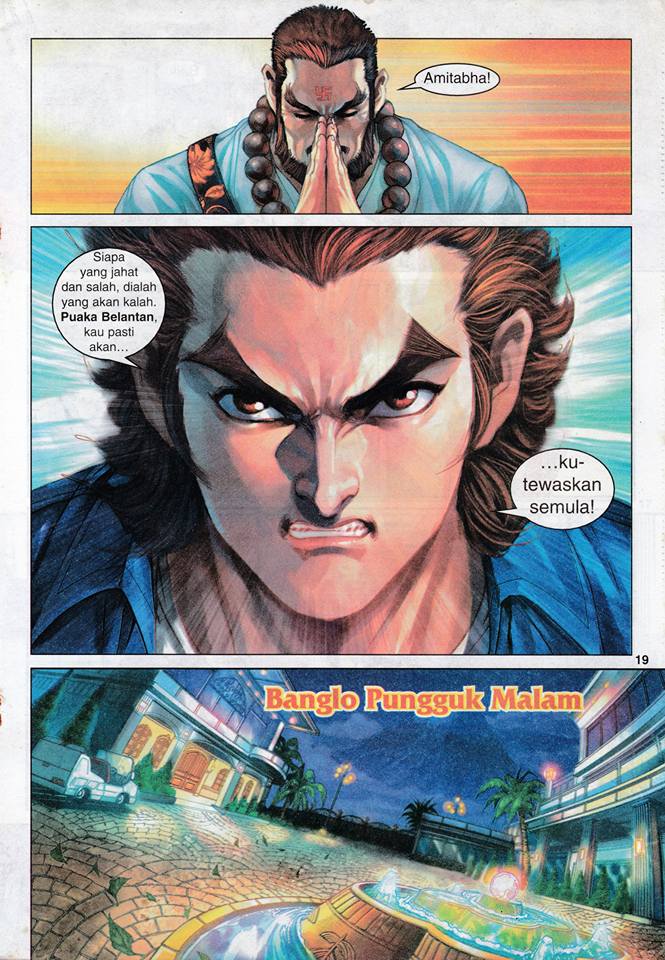 Amitabha!
Siapa
yang jahat
dan salah, dialah
yang akan kalah.
Puaka Belantan,
kau pasti
akan...
...ku-
tewaskan
semula!
19
Banglo Pungguk Malam